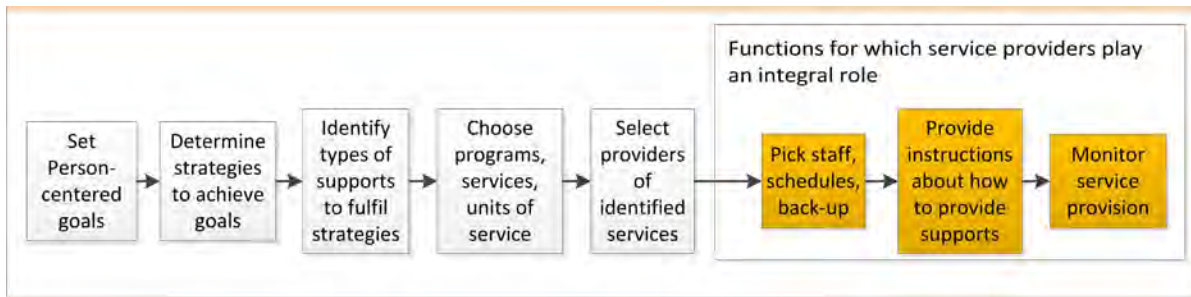 Functions for which service providers play
an integral role
Set
Person-
centered
goals
Determine
strategies
to achieve
goals
Identify
types of
supports
to fulfil
strategies
Choose
programs,
services,
units of
service
Select
providers
of
identified
services
Pick staff,
schedules,
back-up
Provide
instructions
about how
to provide
supports
Monitor
service
provision